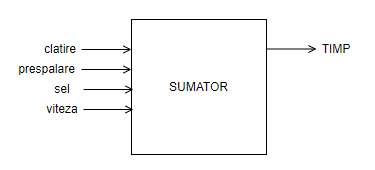 clatire
prespalare
sel
viteza
SUMATOR
TIMP